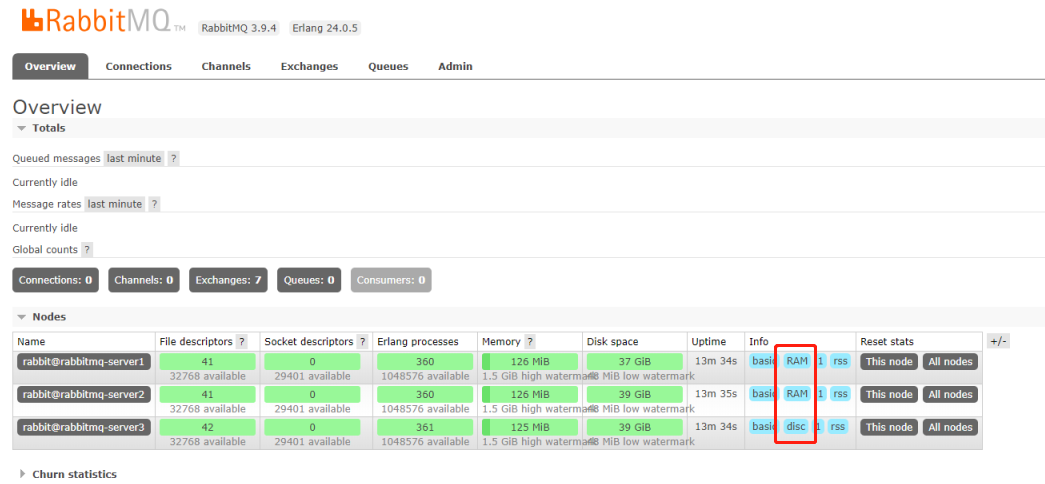 RabbitMQ TM RabbitMQ 3.9.4 Erlang 24.0.5
Overview Connections Channels Exchanges Queues Admin
Overview
Totals
Queued messages last minute ?
Currently idle
Message rates last minute ?
Currently idle
Global counts ?
Connections: 0 Channels: 0 Exchanges: 7 Queues: 0 Consumers: 0
Nodes
Name File descriptors ? Socket descriptors ? Erlang processes Memory ? Disk space Uptime Info Reset stats +/-
rabbit@rabbitmq-server1 41 0 360 126 MiB 37 GiB 13m 34s basic RAM 1 rss This node All nodes
32768 available 29401 available 1048576 available 1.5 GiB high watermark 48 MiB low watermark
rabbit@rabbitmq-server2 41 0 360 126 MiB 39 GiB 13m 35s basic RAM 1 rss This node All nodes
32768 available 29401 available 1048576 available 1.5 GiB high watermark 48 MiB low watermark
rabbit@rabbitmq-server3 42 0 361 125 MiB 39 GiB 13m 34s basic disc 1 rss This node All nodes
32768 available 29401 available 1048576 available 1.5 GiB high watermark 48 MiB low watermark
Churn statistics